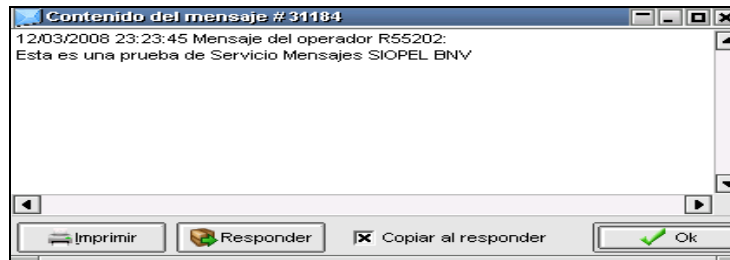 Contenido del mensaje # 31184
12/03/2008 23:23:45 Mensaje del operador R55202:
Esta es una prueba de Servicio Mensajes SIOPEL BNV
Imprimir
Responder
Copiar al responder
Ok